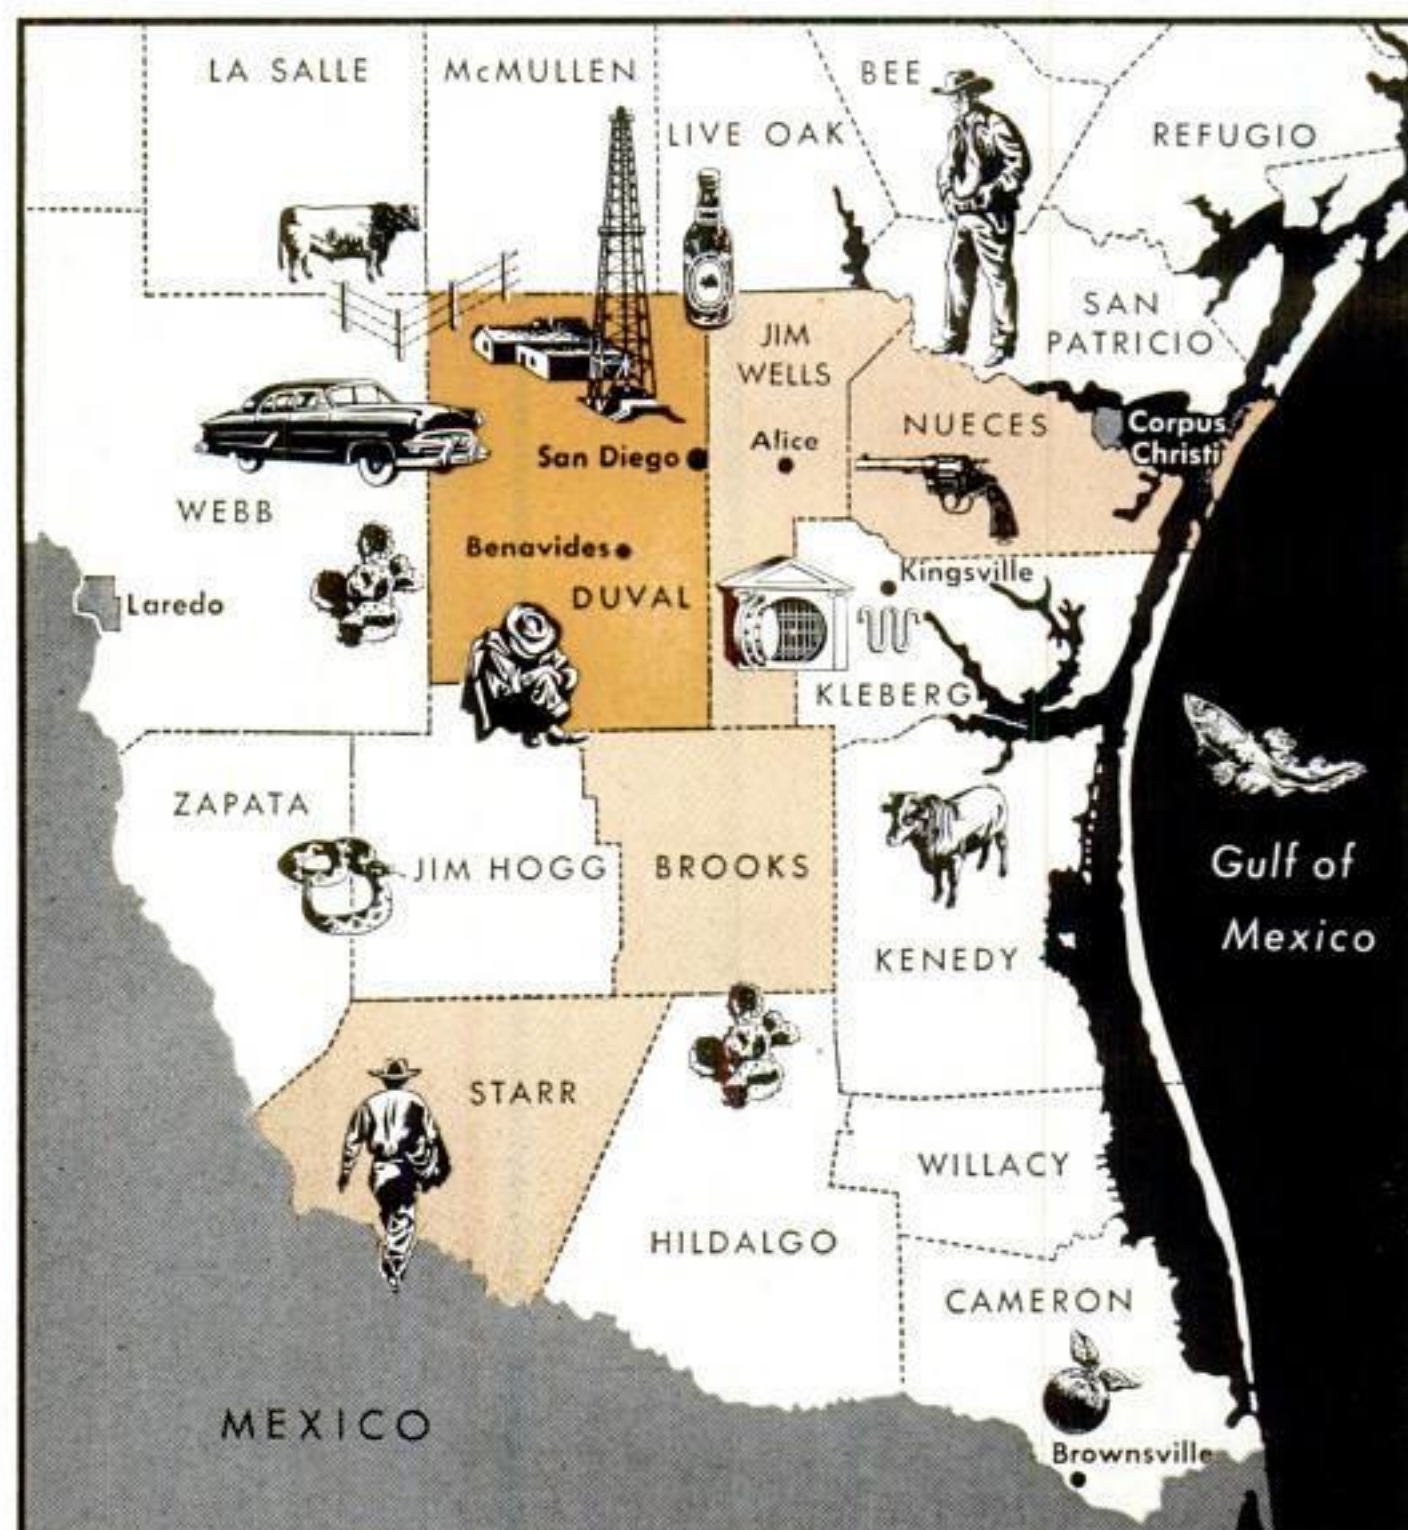 LA SALLE
McMULLEN
BEE
LIVE OAK
REFUGIO
SAN
PATRICIO
JIM
WELLS
NUECES
Corpus
Christi
Alice
San Diego
WEBB
Benavides
Kingsville
DUVAL
Laredo
KLEBERG
ZAPATA
JIM HOGG
BROOKS
Gulf of
Mexico
KENEDY
STARR
WILLACY
HILDALGO
CAMERON
MEXICO
Brownsville